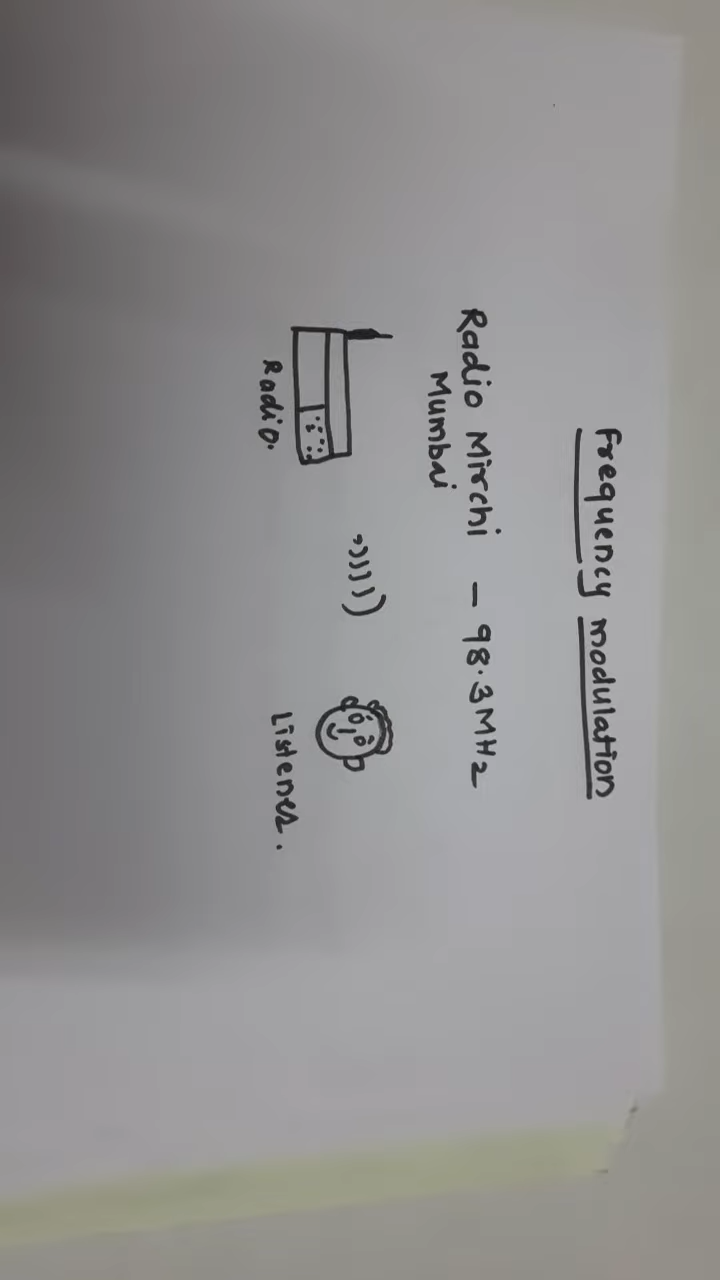 Frequency modulation
Radio Mirchi - 98.3MHz
Mumbai
Radio.
Listener.